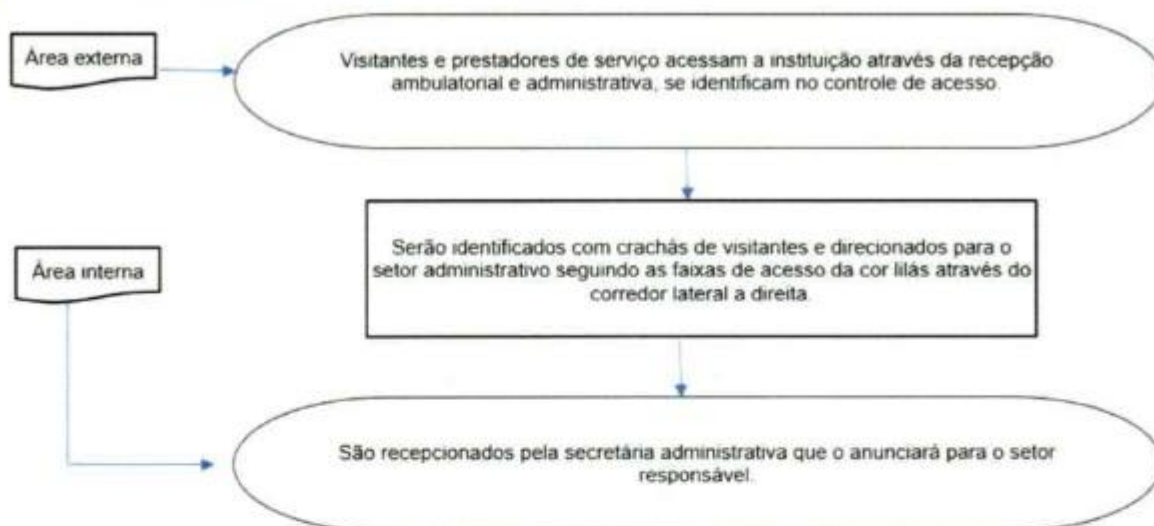 Área externa
Visitantes e prestadores de serviço acessam a instituição através da recepção
ambulatorial e administrativa, se identificam no controle de acesso.
Serão identificados com crachás de visitantes e direcionados para o
setor administrativo seguindo as faixas de acesso da cor lilás através do
corredor lateral a direita.
Área interna
São recepcionados pela secretária administrativa que o anunciará para o setor
responsável.